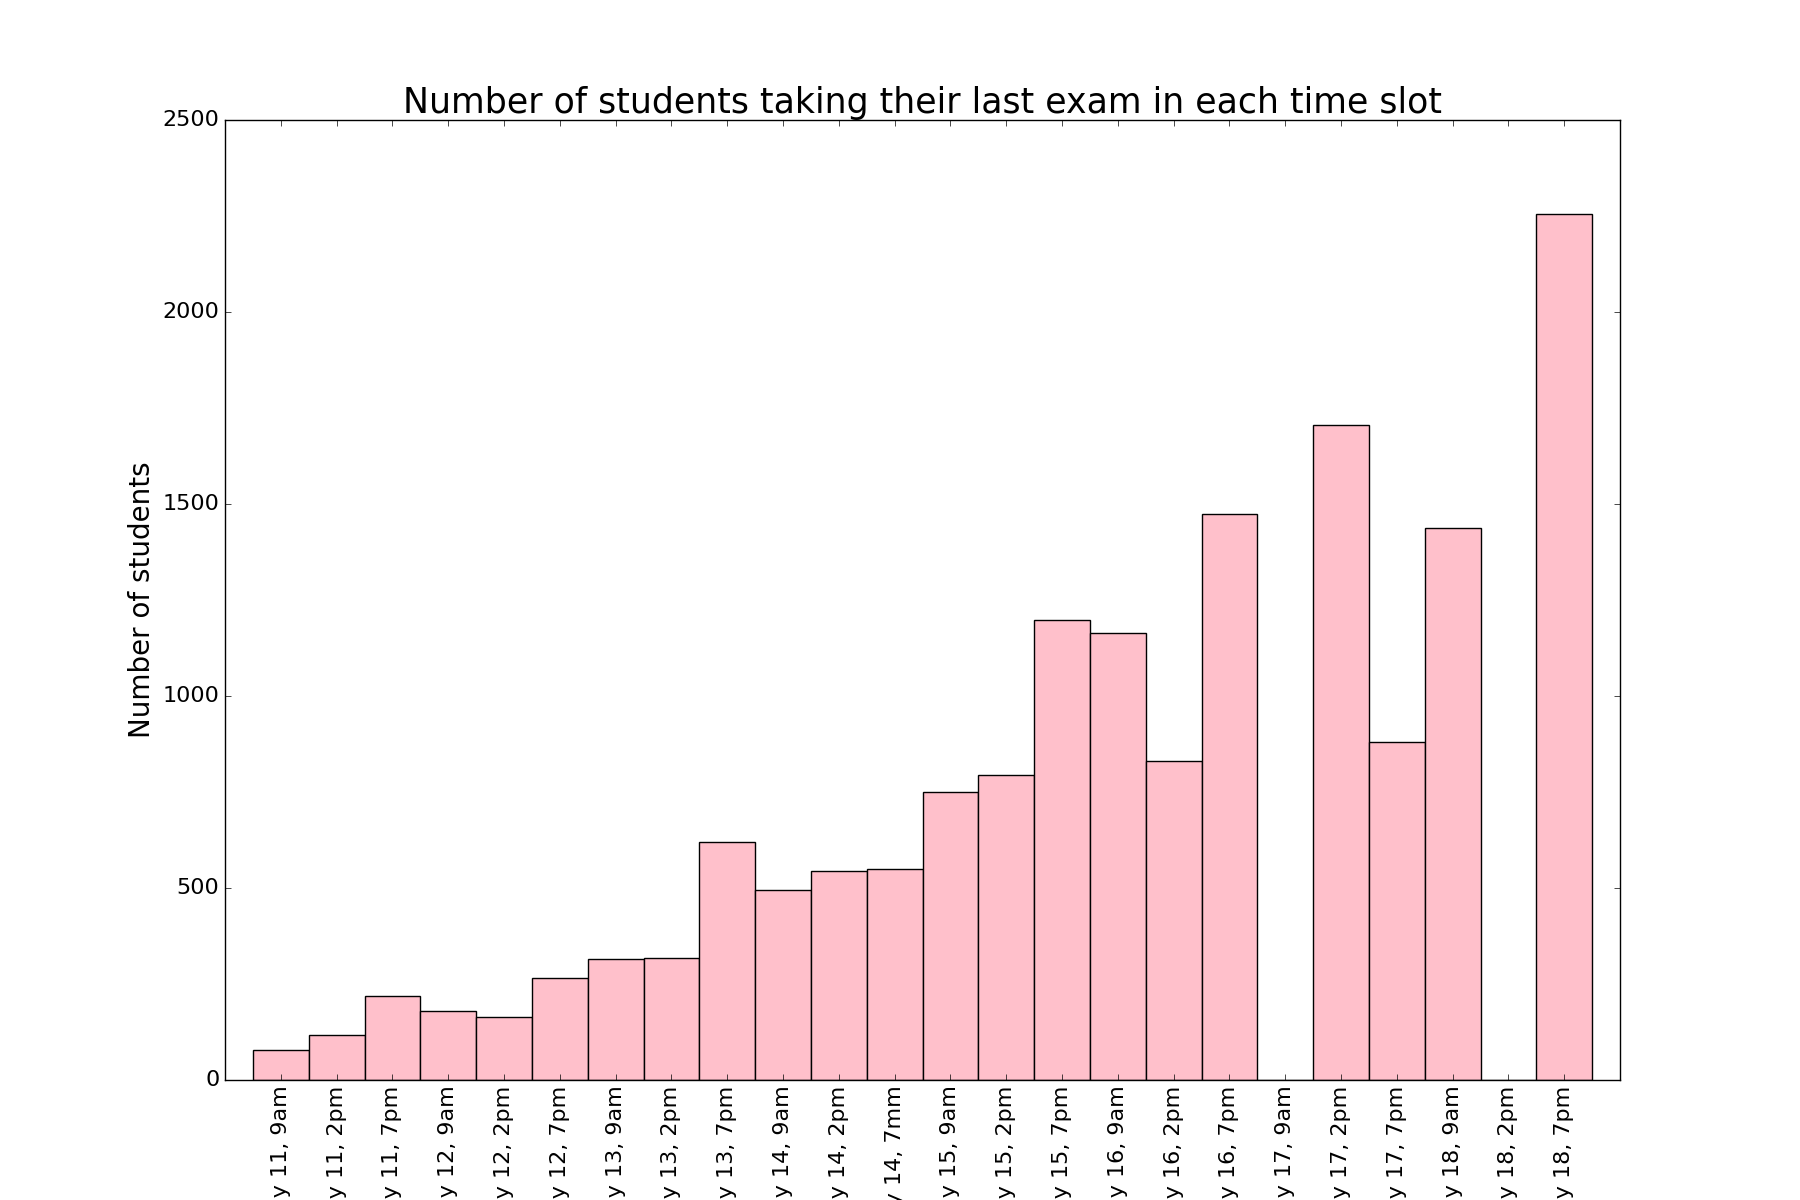 Number of students taking their last exam in each time slot
Number of students
2500
2000
1500
1000
500
0
y 11, 9am
y 11, 2pm
y 11, 7pm
y 12, 9am
y 12, 2pm
y 12, 7pm
y 13, 9am
y 13, 2pm
y 13, 7pm
y 14, 9am
y 14, 2pm
y 14, 7mm
y 15, 9am
y 15, 2pm
y 15, 7pm
y 16, 9am
y 16, 2pm
y 16, 7pm
y 17, 9am
y 17, 2pm
y 17, 7pm
y 18, 9am
y 18, 2pm
y 18, 7pm